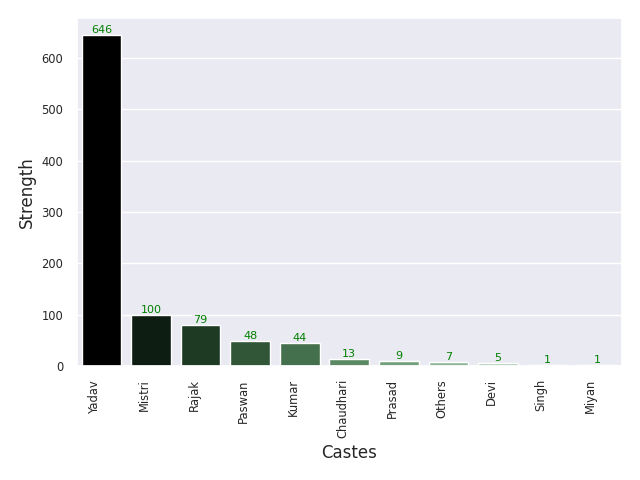 646
600
500
Strength
400
300
200
100
0
100
79
48
44
13
9
7
5
1
1
Yadav
Mistri
Rajak
Paswan
Kumar
Chaudhari
Prasad
Others
Devi
Singh
Miyan
Castes